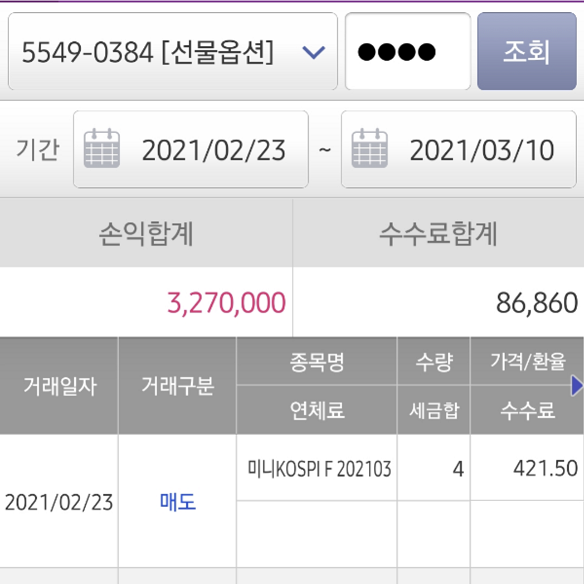 5549-0384 [선물옵션] ●●●● 조회
기간 2021/02/23 ~ 2021/03/10
손익합계 수수료합계
3,270,000 86,860
거래일자 거래구분 종목명 수량 가격/환율
연체료 세금합 수수료
2021/02/23 매도 미니KOSPI F 202103 4 421.50